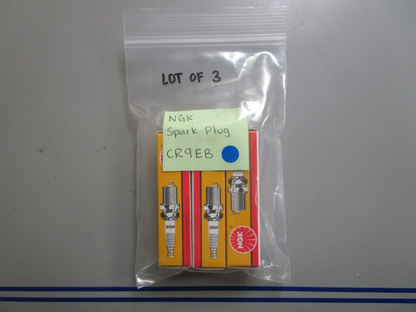 LOT OF 3
NGK
Spark Plug
CR9EB
NGK